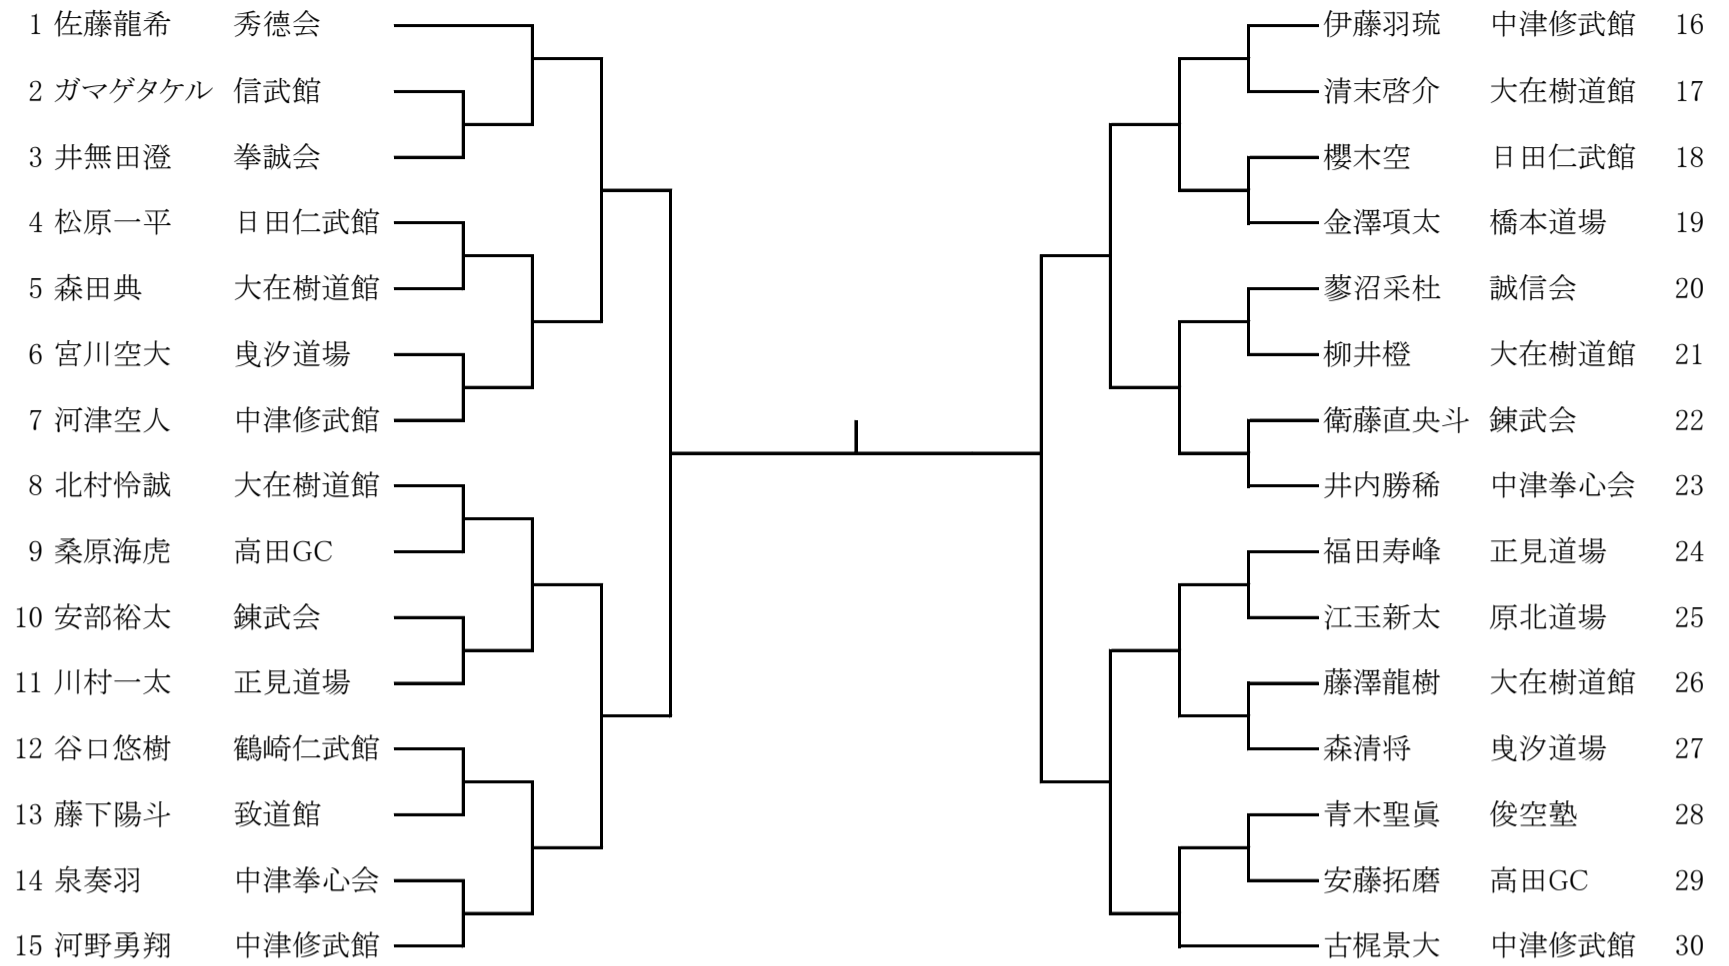 1 佐藤龍希 秀德会
2 ガマゲタケル 信武館
3 井無田澄 拳誠会
4 松原一平 日田仁武館
5 森田典 大在樹道館
6 宮川空大 曳汐道場
7 河津空人 中津修武館
8 北村怜誠 大在樹道館
9 桑原海虎 高田GC
10 安部裕太 錬武会
11 川村一太 正見道場
12 谷口悠樹 鶴崎仁武館
13 藤下陽斗 致道館
14 泉奏羽 中津拳心会
15 河野勇翔 中津修武館
伊藤羽琉 中津修武館 16
清末啓介 大在樹道館 17
櫻木空 日田仁武館 18
金澤項太 橋本道場 19
蓼沼采杜 誠信会 20
柳井橙 大在樹道館 21
衛藤直央斗 錬武会 22
井内勝稀 中津拳心会 23
福田寿峰 正見道場 24
江玉新太 原北道場 25
藤澤龍樹 大在樹道館 26
森清将 曳汐道場 27
青木聖眞 俊空塾 28
安藤拓磨 高田GC 29
古梶景大 中津修武館 30